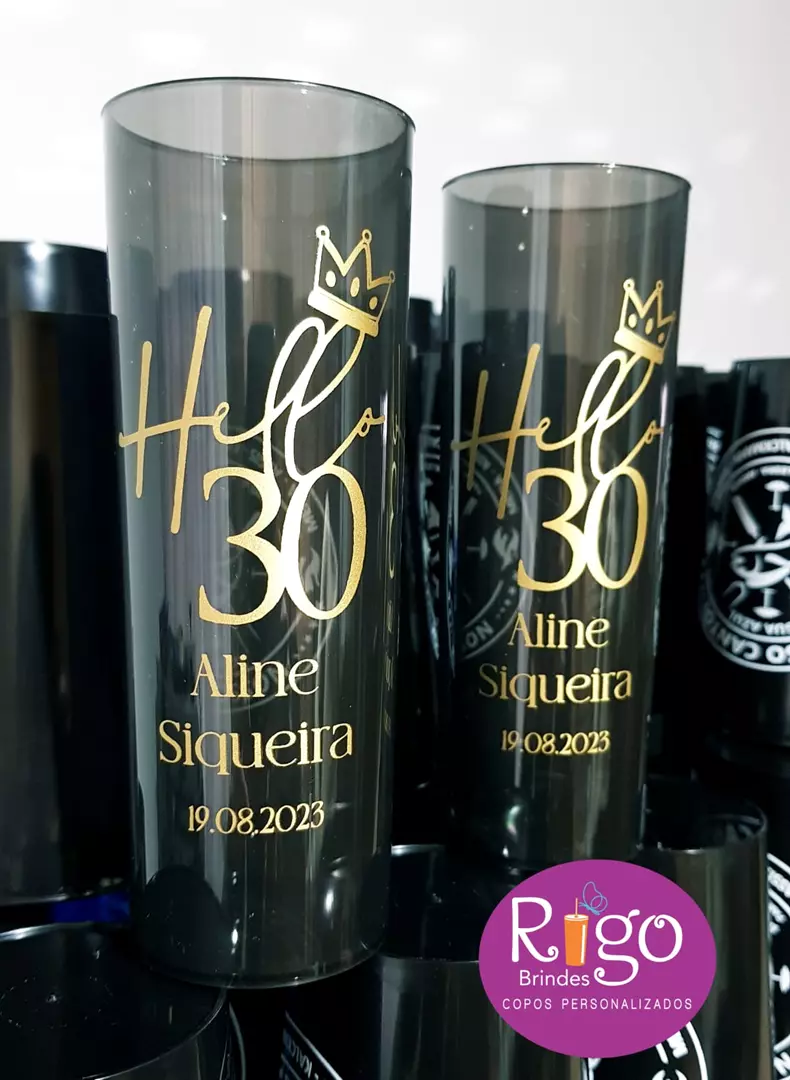 Hello
30
Aline
Siqueira
19.08.2023
Hello
30
Aline
Siqueira
19.08.2023
Rigo
Brindes
COPOS PERSONALIZADOS